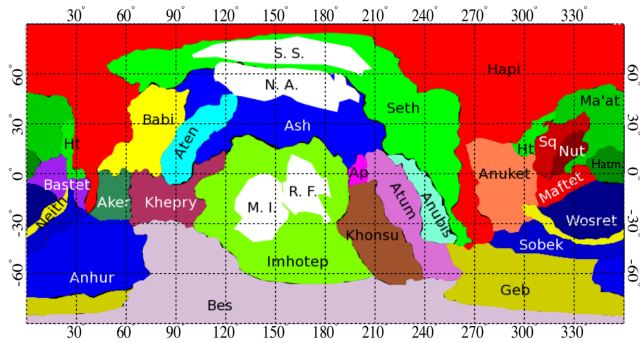 30° 60° 90° 120° 150° 180° 210° 240° 270° 300° 330°
S. S.
Hapi
60° 60°
N. A.
Ma'at
Seth
Babi
30° 30°
Ash
Aten
Ht
Sq
Ht
Nut
Hatm.
0° 0°
Ap
Anuket
Bastet
Maftet
R. F.
Ake
Khepry
Atum
M. I.
Anubis
Neith
Wosret
-30° -30°
Khonsu
Sobek
Imhotep
Anhur
-60° -60°
Geb
Bes
30° 60° 90° 120° 150° 180° 210° 240° 270° 300° 330°